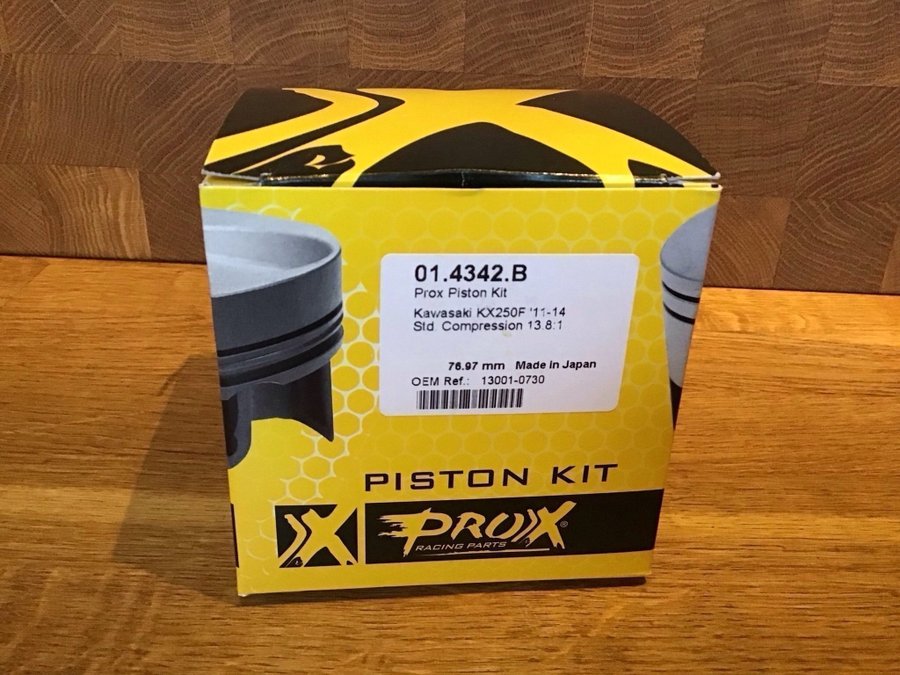 01.4342.B
Prox Piston Kit
Kawasaki KX250F '11-14
Std. Compression 13.8:1
76.97 mm Made in Japan
OEM Ref.: 13001-0730
PISTON KIT
X PROX®
RACING PARTS